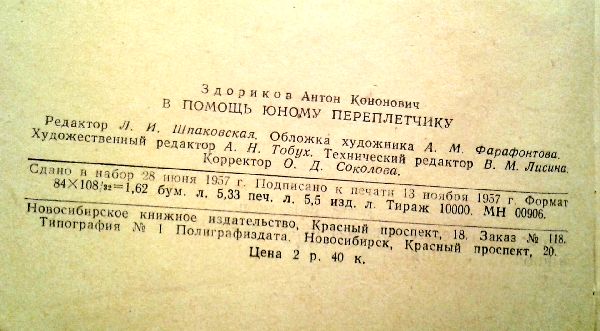 Здориков Антон Кононович
В ПОМОЩЬ ЮНОМУ ПЕРЕПЛЕТЧИКУ
Редактор Л. И. Шпаковская. Обложка художника А. М. Фарафонтова.
Художественный редактор А. Н. Тобух. Технический редактор В. М. Лисина.
Корректор О. Д. Соколова.
Сдано в набор 28 июня 1957 г. Подписано к печати 13 ноября 1957 г. Формат
84×108/32=1,62 бум. л. 5,33 печ. л. 5,5 изд. л. Тираж 10000. МН 00906.
Новосибирское книжное издательство, Красный проспект, 18. Заказ № 118.
Типография № 1 Полиграфиздата. Новосибирск, Красный проспект, 20.
Цена 2 р. 40 к.